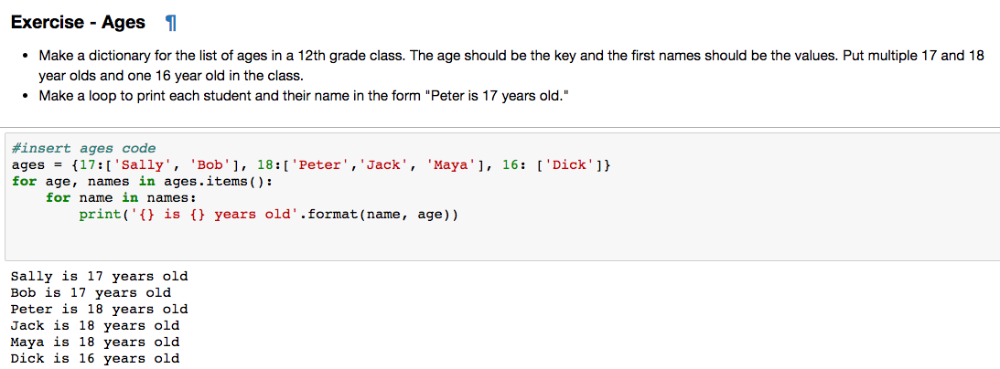 Exercise - Ages ¶
• Make a dictionary for the list of ages in a 12th grade class. The age should be the key and the first names should be the values. Put multiple 17 and 18
year olds and one 16 year old in the class.
• Make a loop to print each student and their name in the form "Peter is 17 years old."
#insert ages code
ages = {17:['Sally', 'Bob'], 18:['Peter','Jack', 'Maya'], 16: ['Dick']}
for age, names in ages.items():
    for name in names:
        print('{} is {} years old'.format(name, age))
Sally is 17 years old
Bob is 17 years old
Peter is 18 years old
Jack is 18 years old
Maya is 18 years old
Dick is 16 years old